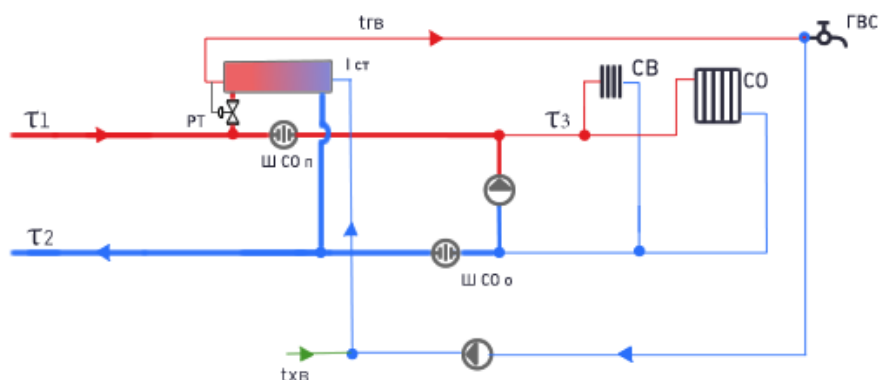 tгв
ГВС
I ст
СВ
СО
τ1
РТ
τ3
Ш СО п
τ2
Ш СО о
tхв